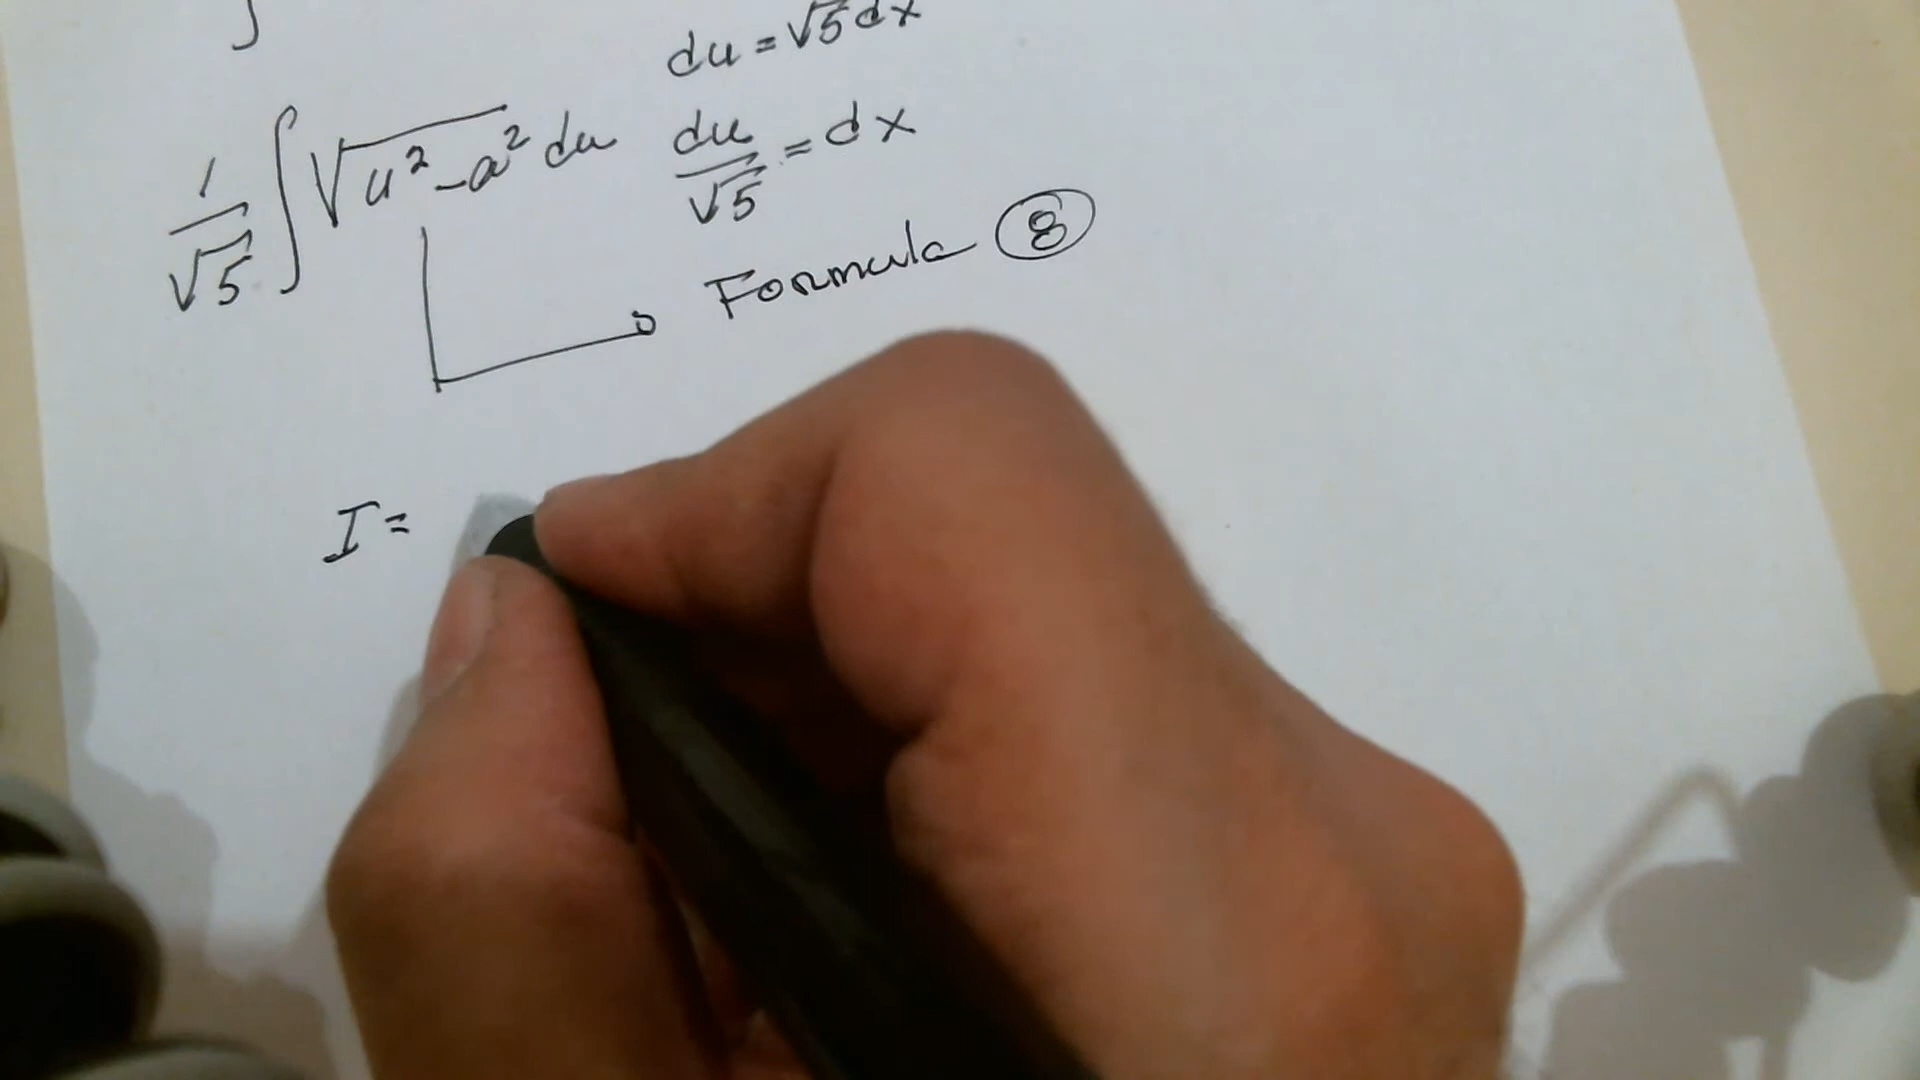 ∫
du = √5 dx
1/√5 ∫ √(u² - a²) du
du/√5 = dx
Formula 8
I =